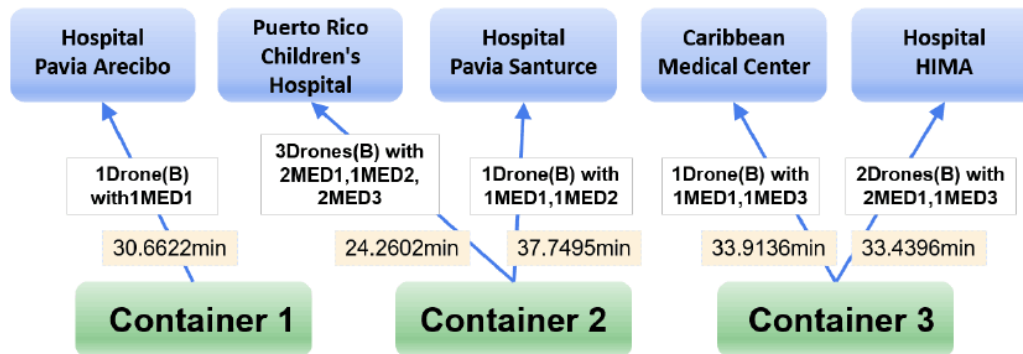 Hospital
Pavia Arecibo
Puerto Rico
Children's
Hospital
Hospital
Pavia Santurce
Caribbean
Medical Center
Hospital
HIMA
1Drone(B)
with1MED1
3Drones(B) with
2MED1,1MED2,
2MED3
1Drone(B) with
1MED1,1MED2
1Drone(B) with
1MED1,1MED3
2Drones(B) with
2MED1,1MED3
30.6622min
24.2602min
37.7495min
33.9136min
33.4396min
Container 1
Container 2
Container 3